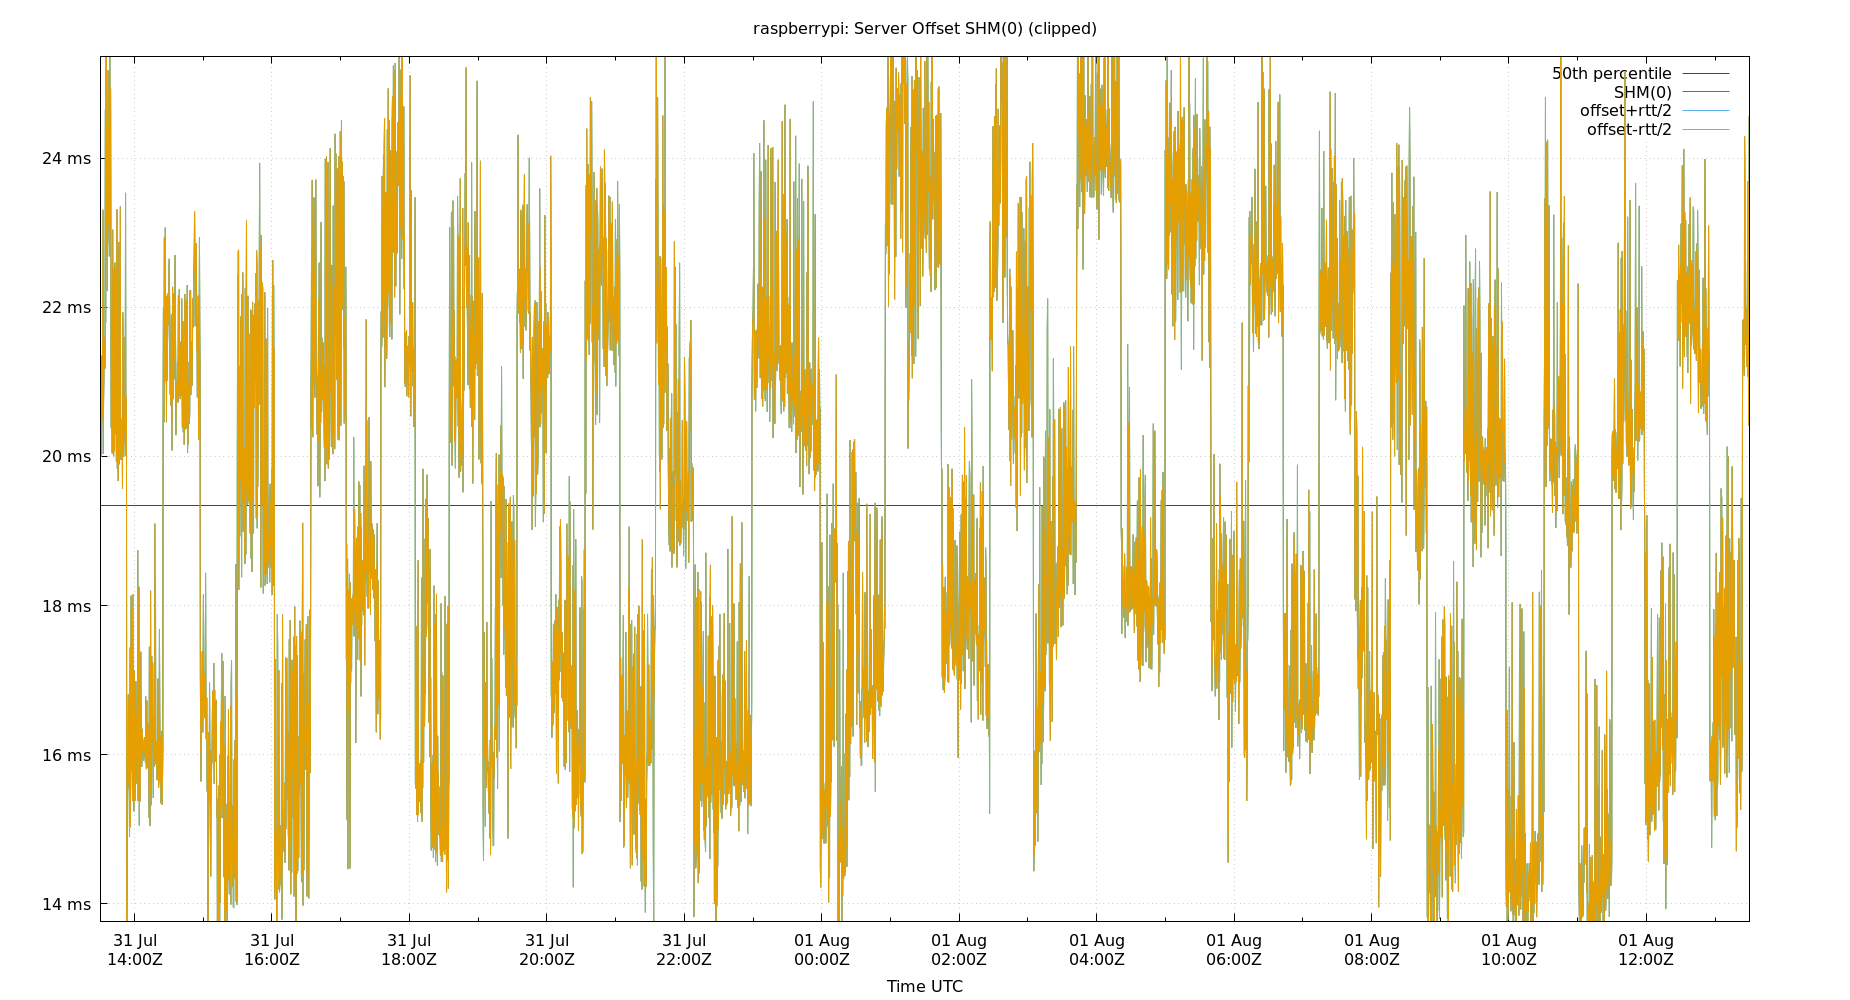 raspberrypi: Server Offset SHM(0) (clipped)
50th percentile
SHM(0)
offset+rtt/2
offset-rtt/2
24 ms
22 ms
20 ms
18 ms
16 ms
14 ms
31 Jul 31 Jul 31 Jul 31 Jul 31 Jul 01 Aug 01 Aug 01 Aug 01 Aug 01 Aug 01 Aug 01 Aug
14:00Z 16:00Z 18:00Z 20:00Z 22:00Z 00:00Z 02:00Z 04:00Z 06:00Z 08:00Z 10:00Z 12:00Z
Time UTC